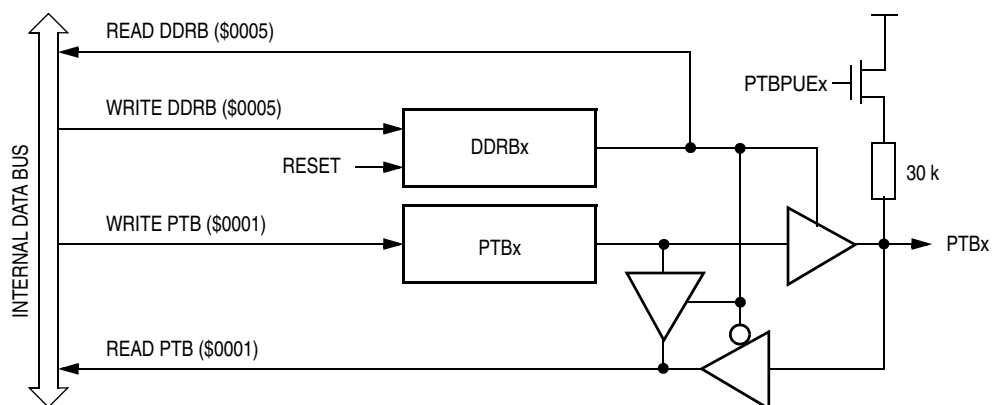 READ DDRB ($0005)
PTBPUEx
WRITE DDRB ($0005)
DDRBx
RESET
30 k
INTERNAL DATA BUS
WRITE PTB ($0001)
PTBx
PTBx
READ PTB ($0001)